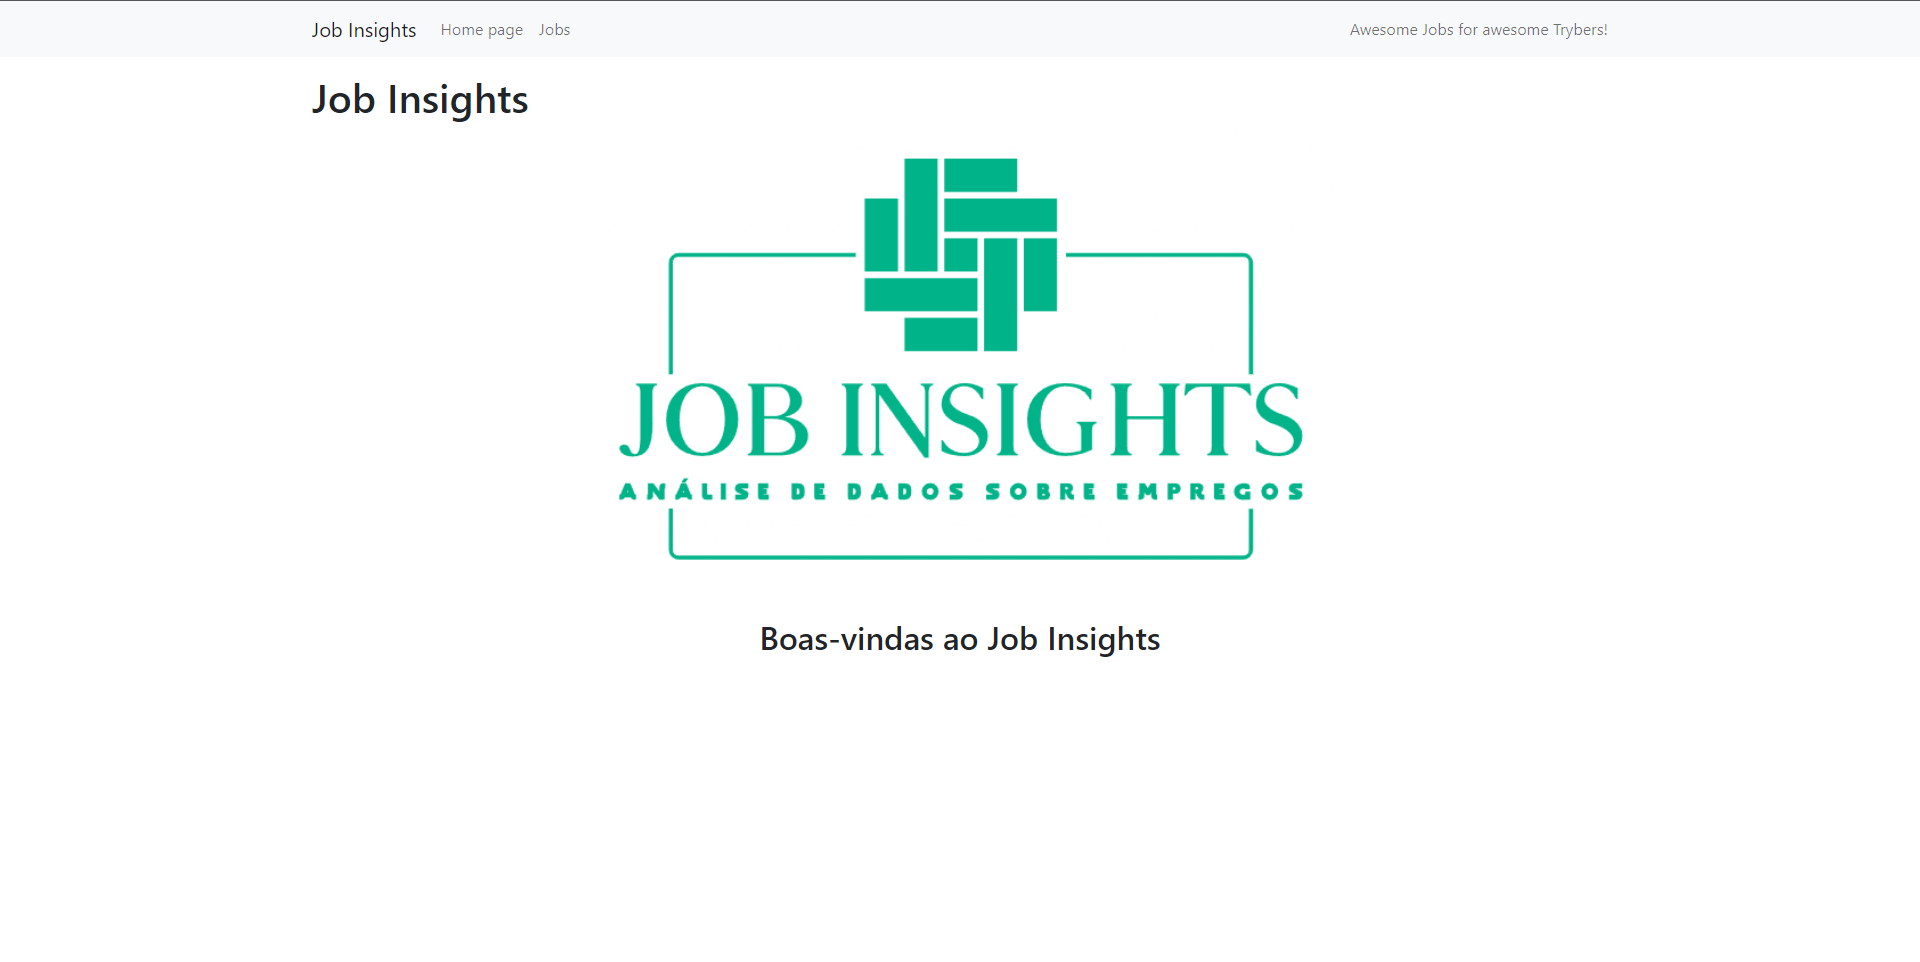 Job Insights Home page Jobs Awesome Jobs for awesome Trybers!
Job Insights
JOB INSIGHTS
ANÁLISE DE DADOS SOBRE EMPREGOS
Boas-vindas ao Job Insights